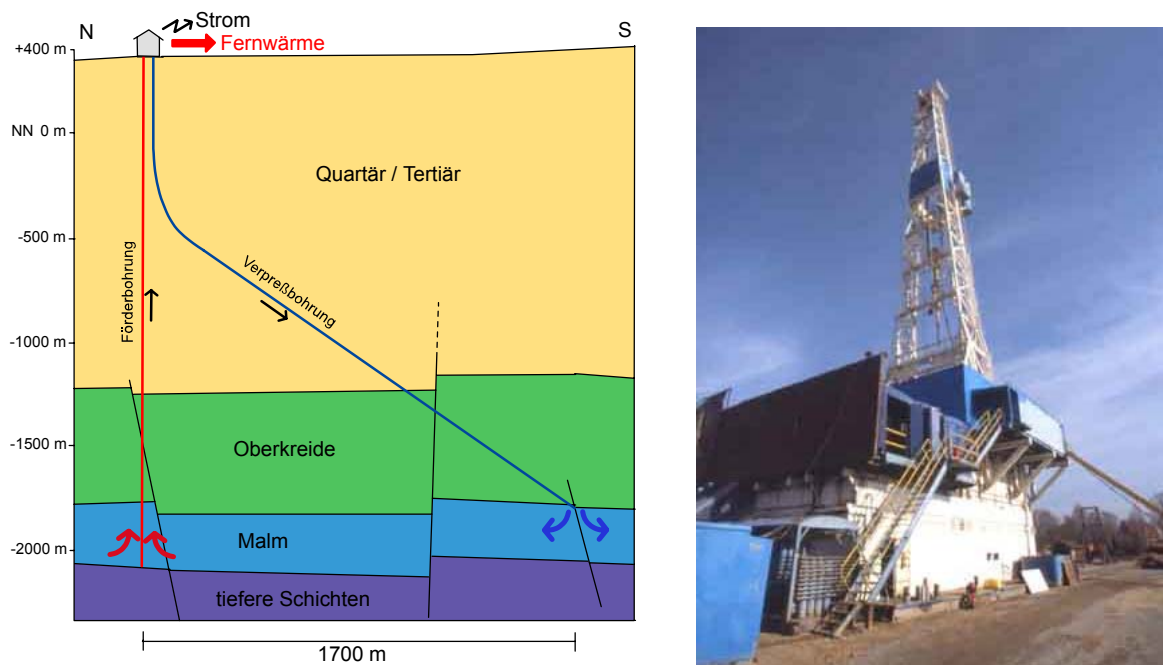 N
Strom
Fernwärme
S
+400 m
NN 0 m
-500 m
-1000 m
-1500 m
-2000 m
Quartär / Tertiär
Förderbohrung
Verpreßbohrung
Oberkreide
Malm
tiefere Schichten
1700 m